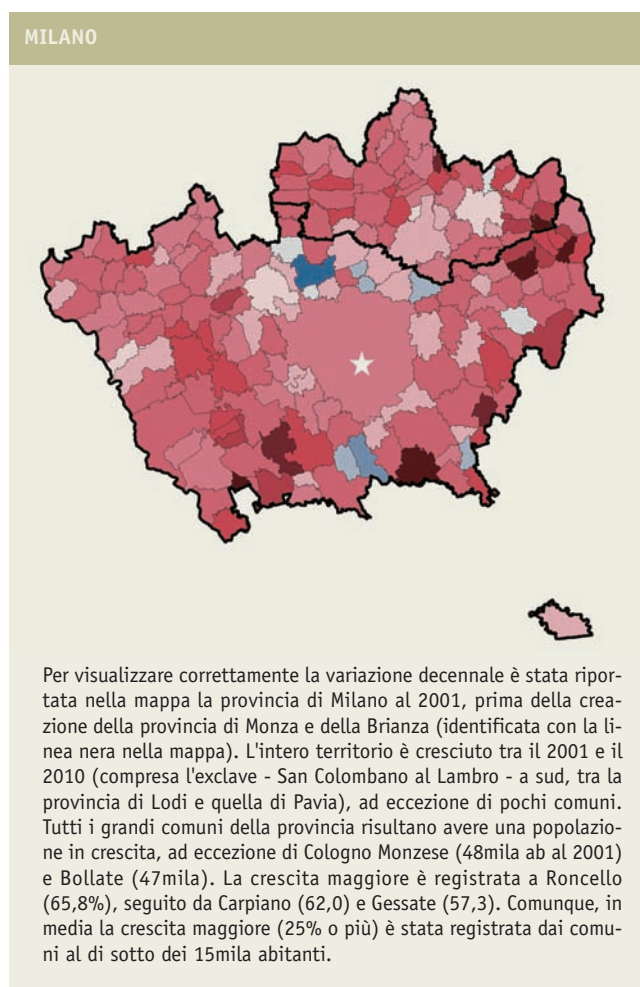 MILANO
Per visualizzare correttamente la variazione decennale è stata ripor-
tata nella mappa la provincia di Milano al 2001, prima della crea-
zione della provincia di Monza e della Brianza (identificata con la li-
nea nera nella mappa). L'intero territorio è cresciuto tra il 2001 e il
2010 (compresa l'exclave - San Colombano al Lambro - a sud, tra la
provincia di Lodi e quella di Pavia), ad eccezione di pochi comuni.
Tutti i grandi comuni della provincia risultano avere una popolazio-
ne in crescita, ad eccezione di Cologno Monzese (48mila ab al 2001)
e Bollate (47mila). La crescita maggiore è registrata a Roncello
(65,8%), seguito da Carpiano (62,0) e Gessate (57,3). Comunque, in
media la crescita maggiore (25% o più) è stata registrata dai comu-
ni al di sotto dei 15mila abitanti.